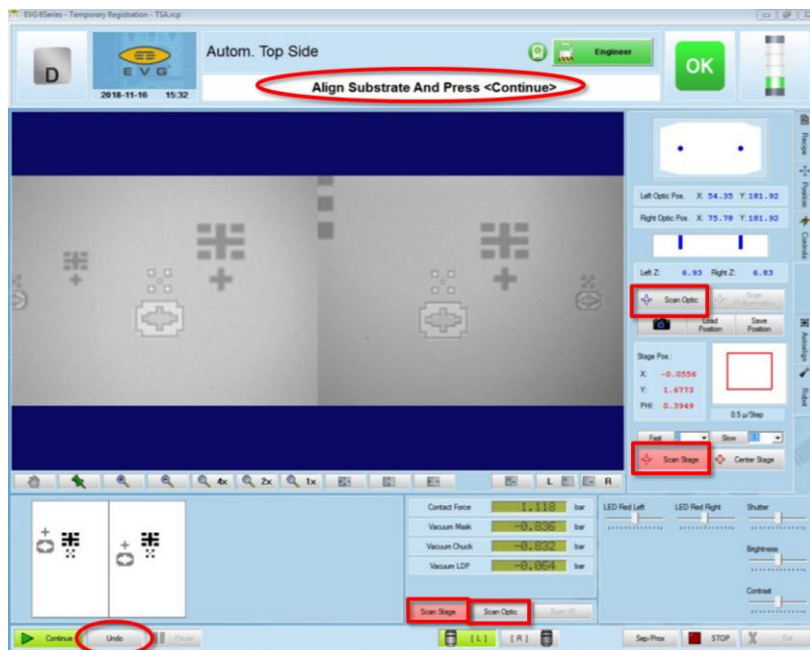 EVG 6Series - Temporary Registration - TSA.rcp
D
EVG
2018-11-16 15:32
Autom. Top Side
Engineer
OK
Align Substrate And Press <Continue>
Recipe
Position
Controls
Autoalign
Robot
Left Optic Pos. X: 54.35 Y: 181.92
Right Optic Pos. X: 75.78 Y: 181.92
Left Z: 6.93 Right Z: 6.83
Scan Optic
Scan
Load Position
Save Position
Stage Pos.:
X: -0.0556
Y: 1.6773
PHI: 0.3949
0.5 µ/Step
Fast
Slow
Scan Stage
Center Stage
4x
2x
1x
L
R
Contact Force 1.118 bar
Vacuum Mask -0.836 bar
Vacuum Chuck -0.832 bar
Vacuum LDP -0.064 bar
LED Red Left
LED Red Right
Shutter
Brightness
Contrast
Scan Stage
Scan Optic
Continue
Undo
Pause
[ L ]
[ R ]
Sep/Prox
STOP
Exit